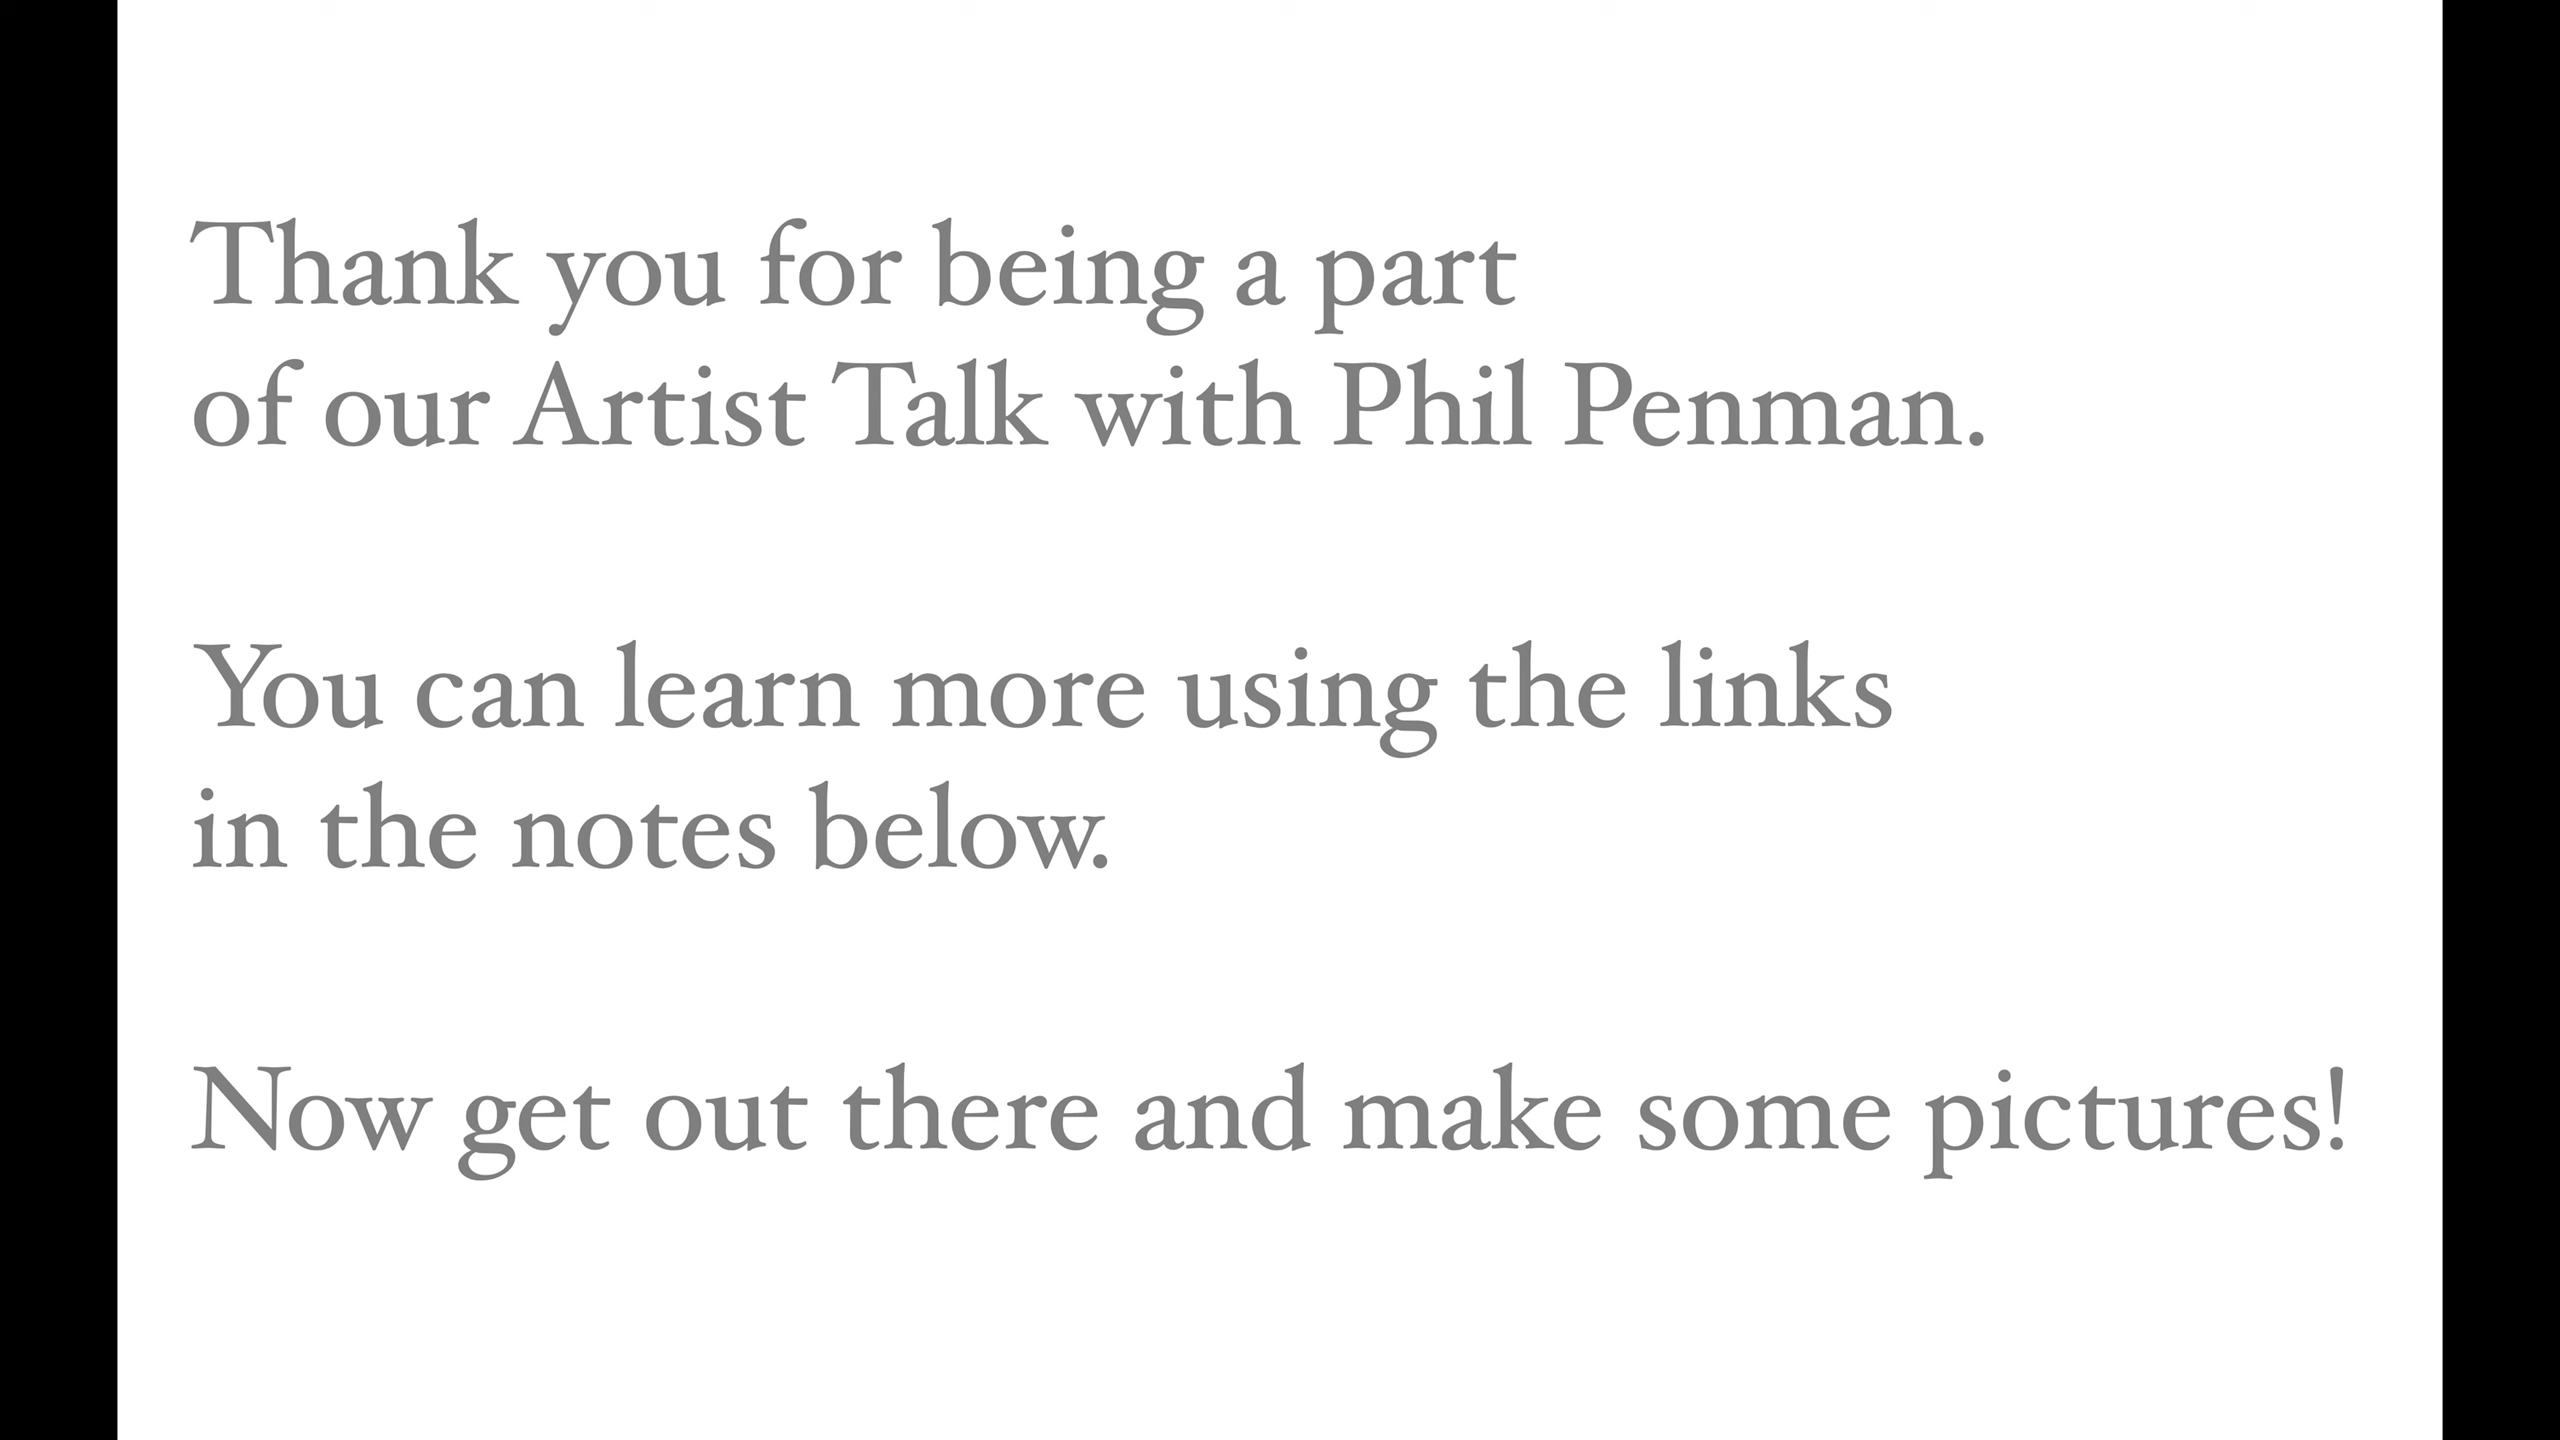 Thank you for being a part
of our Artist Talk with Phil Penman.
You can learn more using the links
in the notes below.
Now get out there and make some pictures!